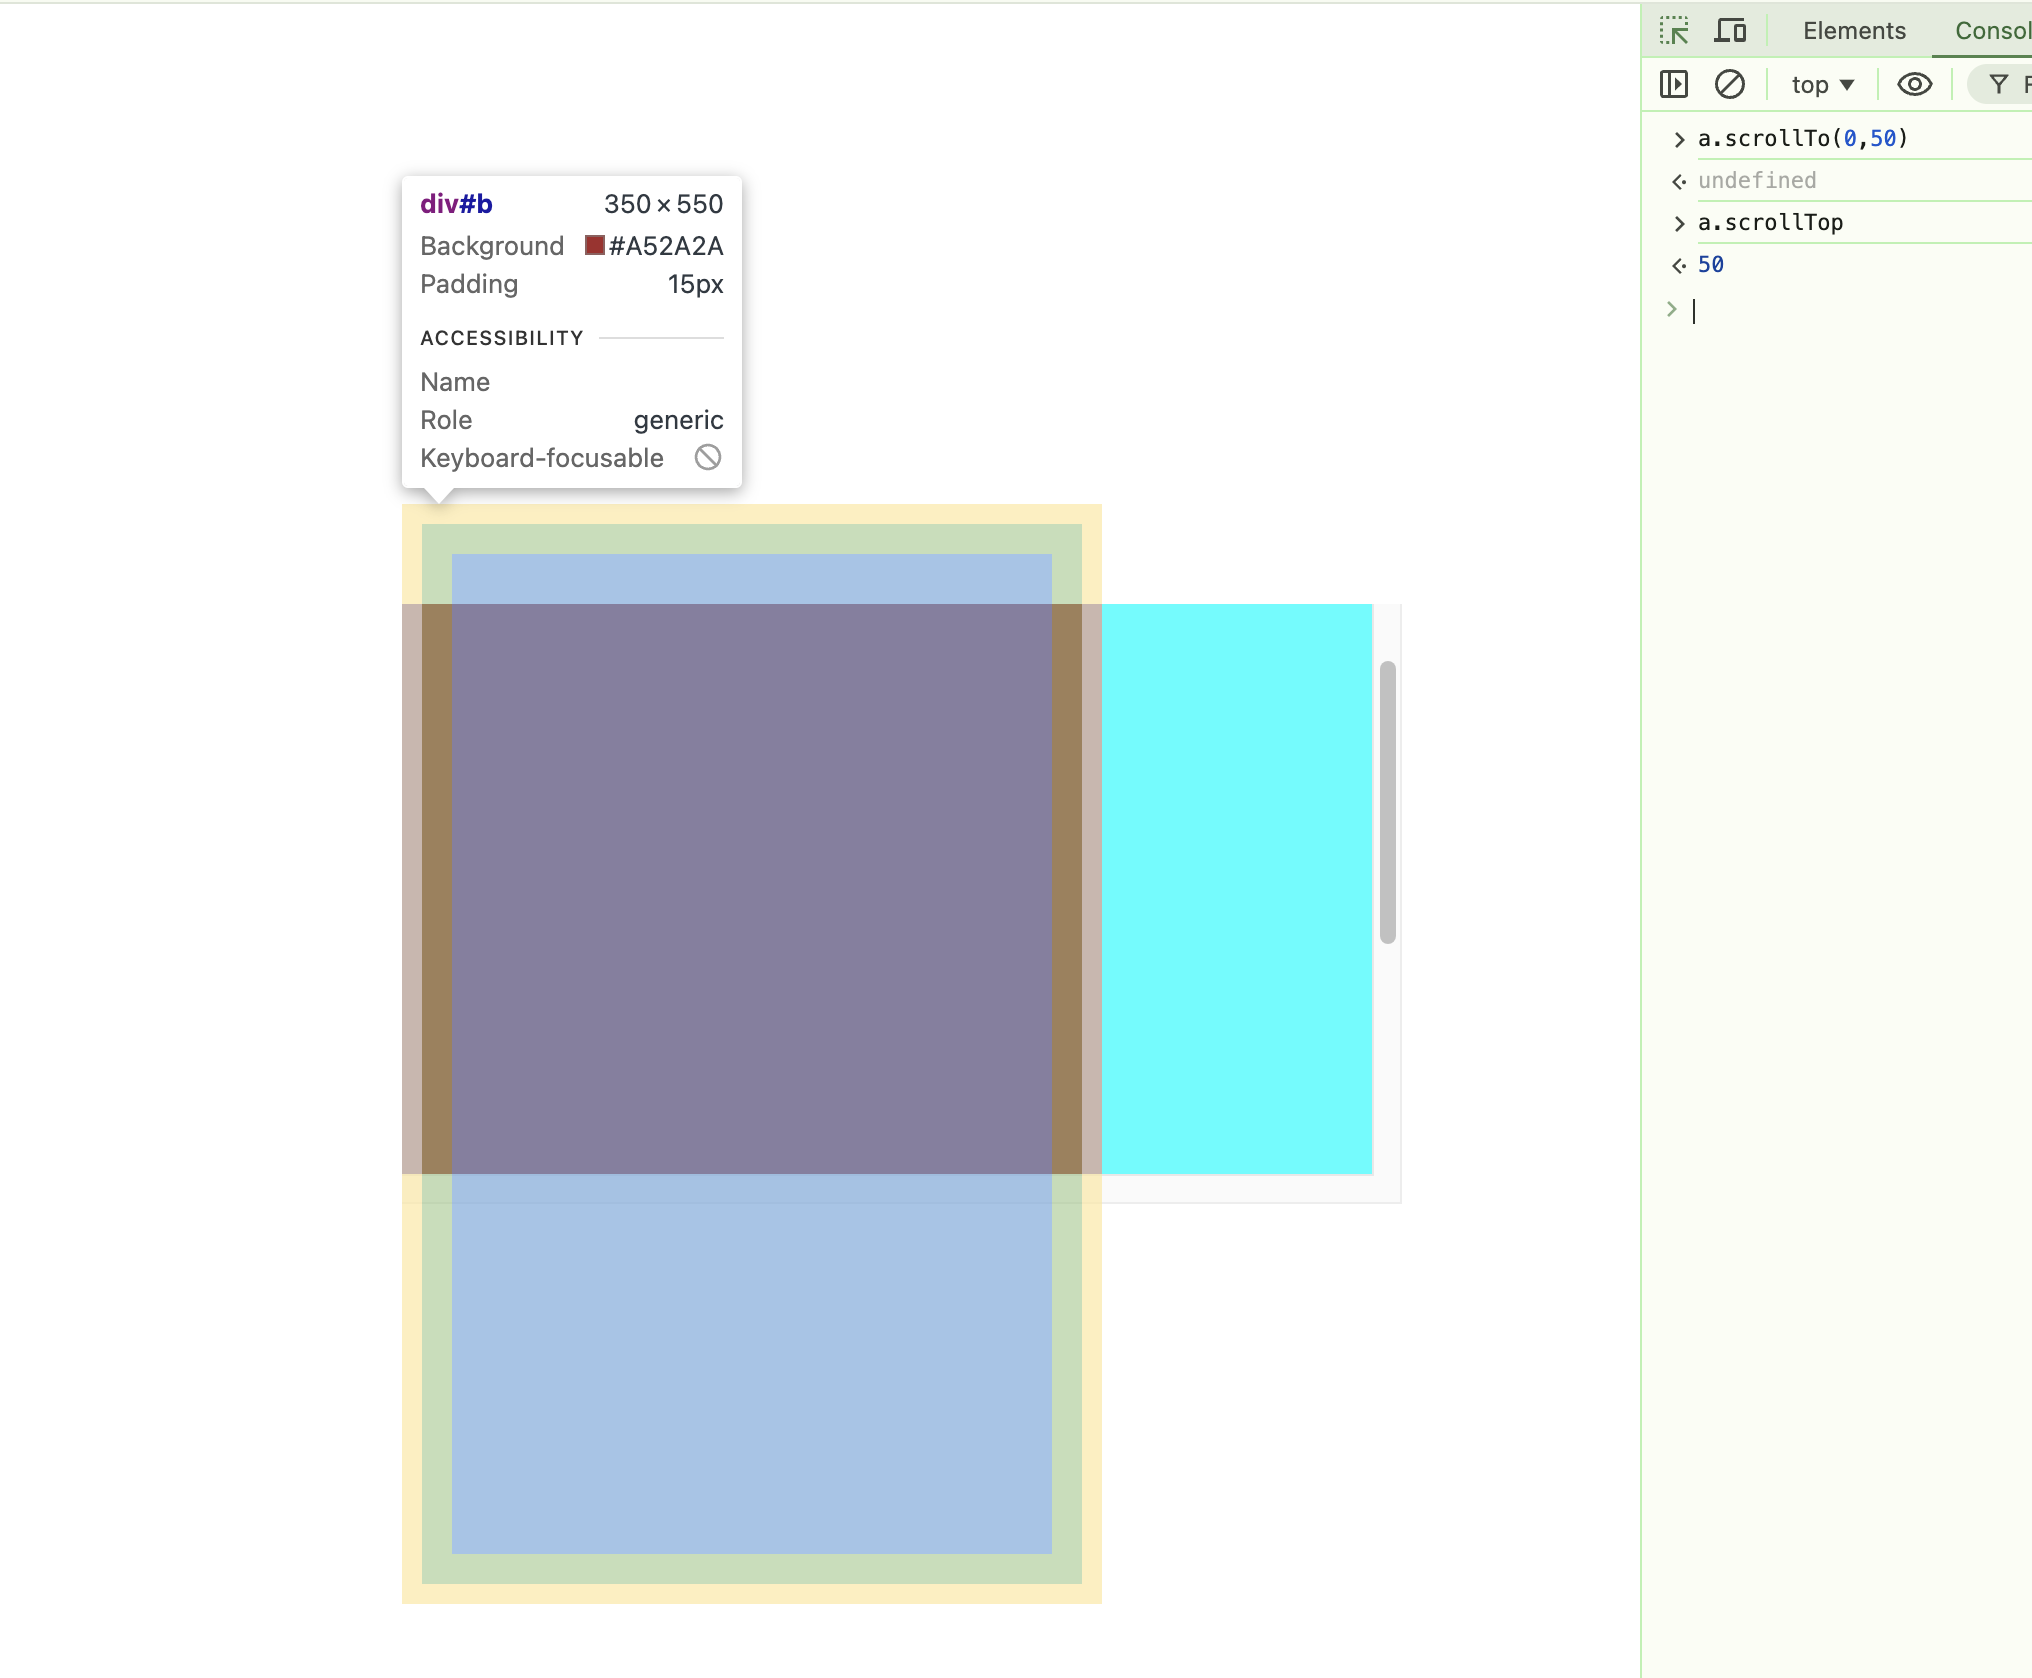 div#b 350 × 550
Background #A52A2A
Padding 15px
ACCESSIBILITY
Name
Role generic
Keyboard-focusable
Elements Consol
top F
a.scrollTo(0,50)
undefined
a.scrollTop
50